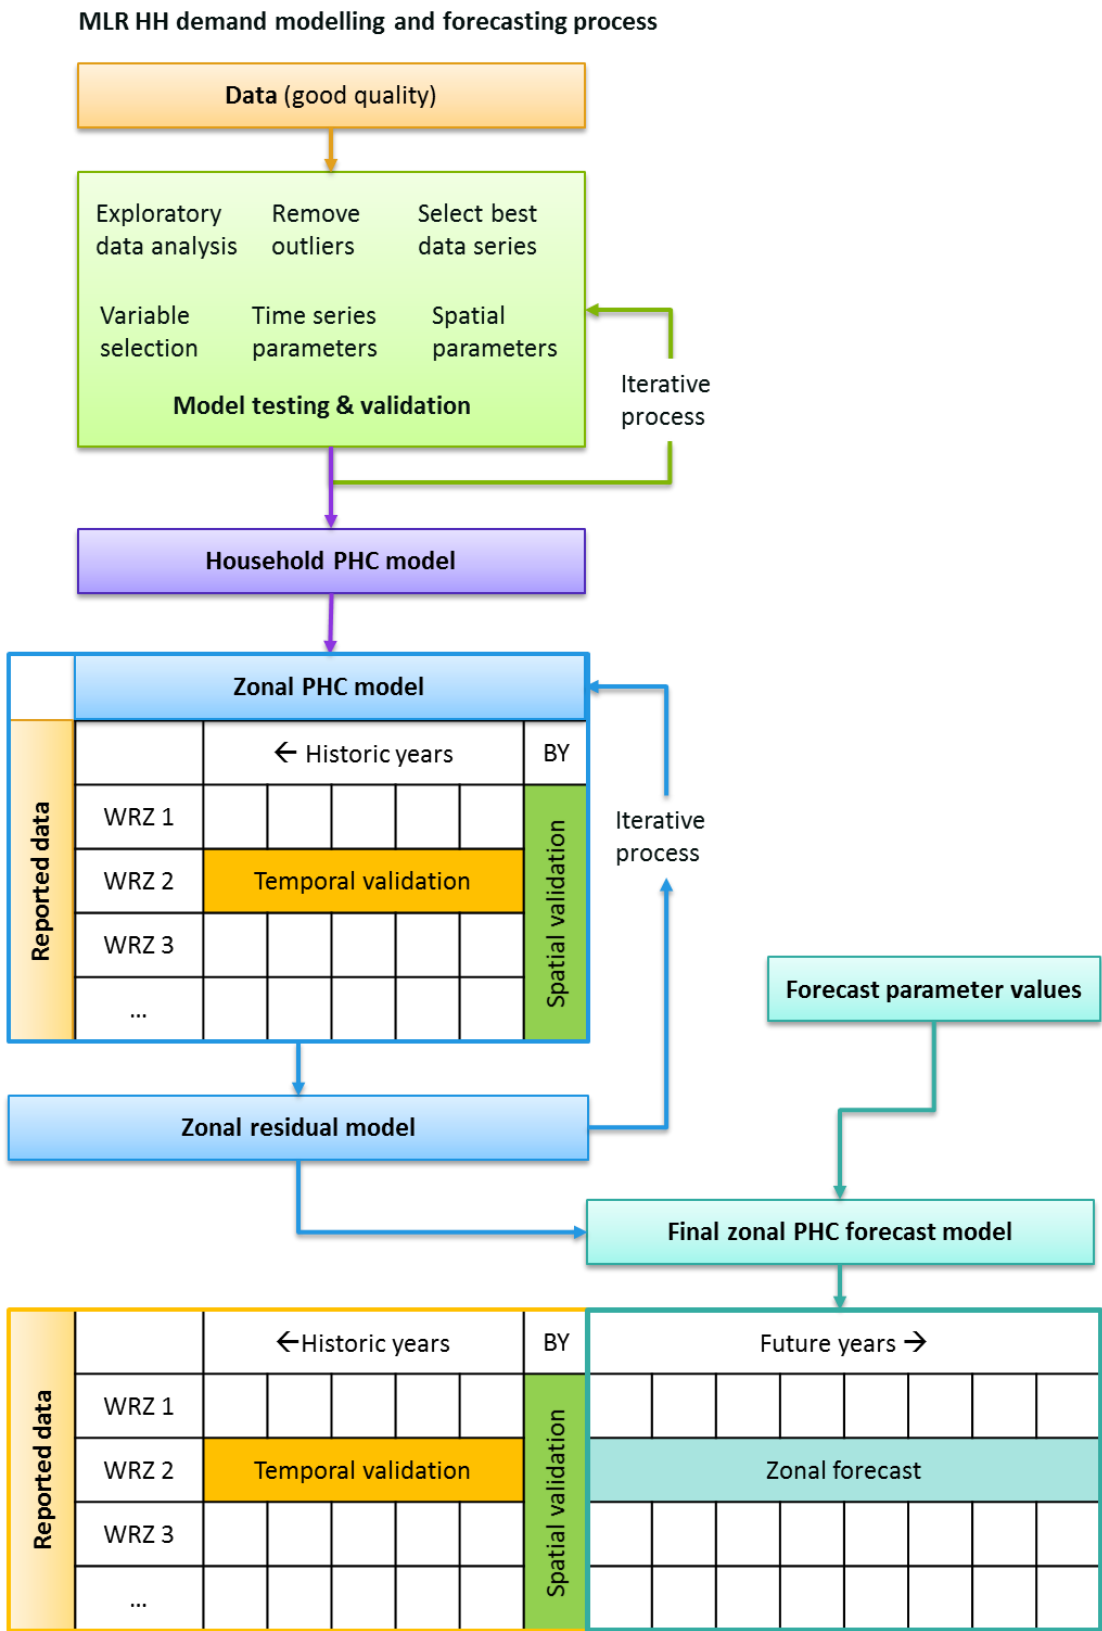 MLR HH demand modelling and forecasting process
Data (good quality)
Exploratory
data analysis
Remove
outliers
Select best
data series
Variable
selection
Time series
parameters
Spatial
parameters
Model testing & validation
Iterative
process
Household PHC model
Zonal PHC model
Reported data
← Historic years
BY
WRZ 1
WRZ 2
Temporal validation
WRZ 3
...
Spatial validation
Iterative
process
Forecast parameter values
Zonal residual model
Final zonal PHC forecast model
Reported data
←Historic years
BY
Future years →
WRZ 1
WRZ 2
Temporal validation
Zonal forecast
WRZ 3
...
Spatial validation